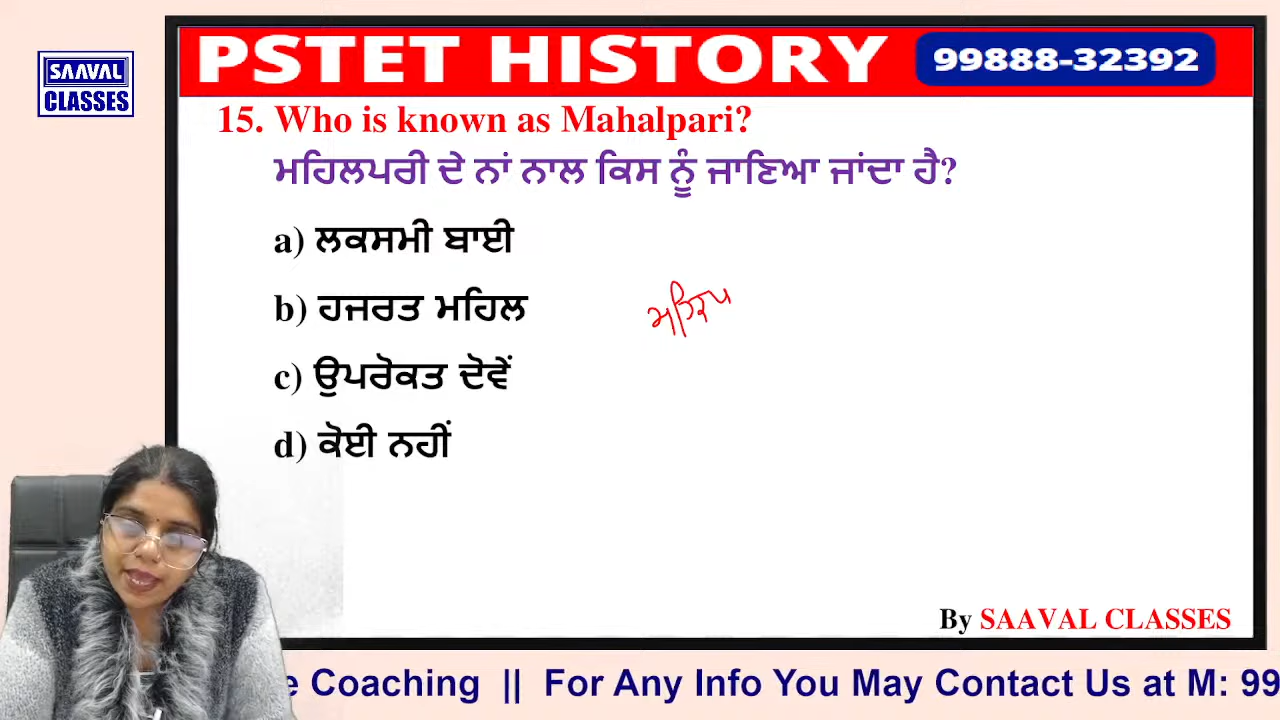 SAAVAL
CLASSES
PSTET HISTORY
99888-32392
15. Who is known as Mahalpari?
ਮਹਿਲਪਰੀ ਦੇ ਨਾਂ ਨਾਲ ਕਿਸ ਨੂੰ ਜਾਣਿਆ ਜਾਂਦਾ ਹੈ?
a) ਲਕਸਮੀ ਬਾਈ
b) ਹਜਰਤ ਮਹਿਲ
c) ਉਪਰੋਕਤ ਦੋਵੇਂ
d) ਕੋਈ ਨਹੀਂ
By SAAVAL CLASSES
e Coaching || For Any Info You May Contact Us at M: 99